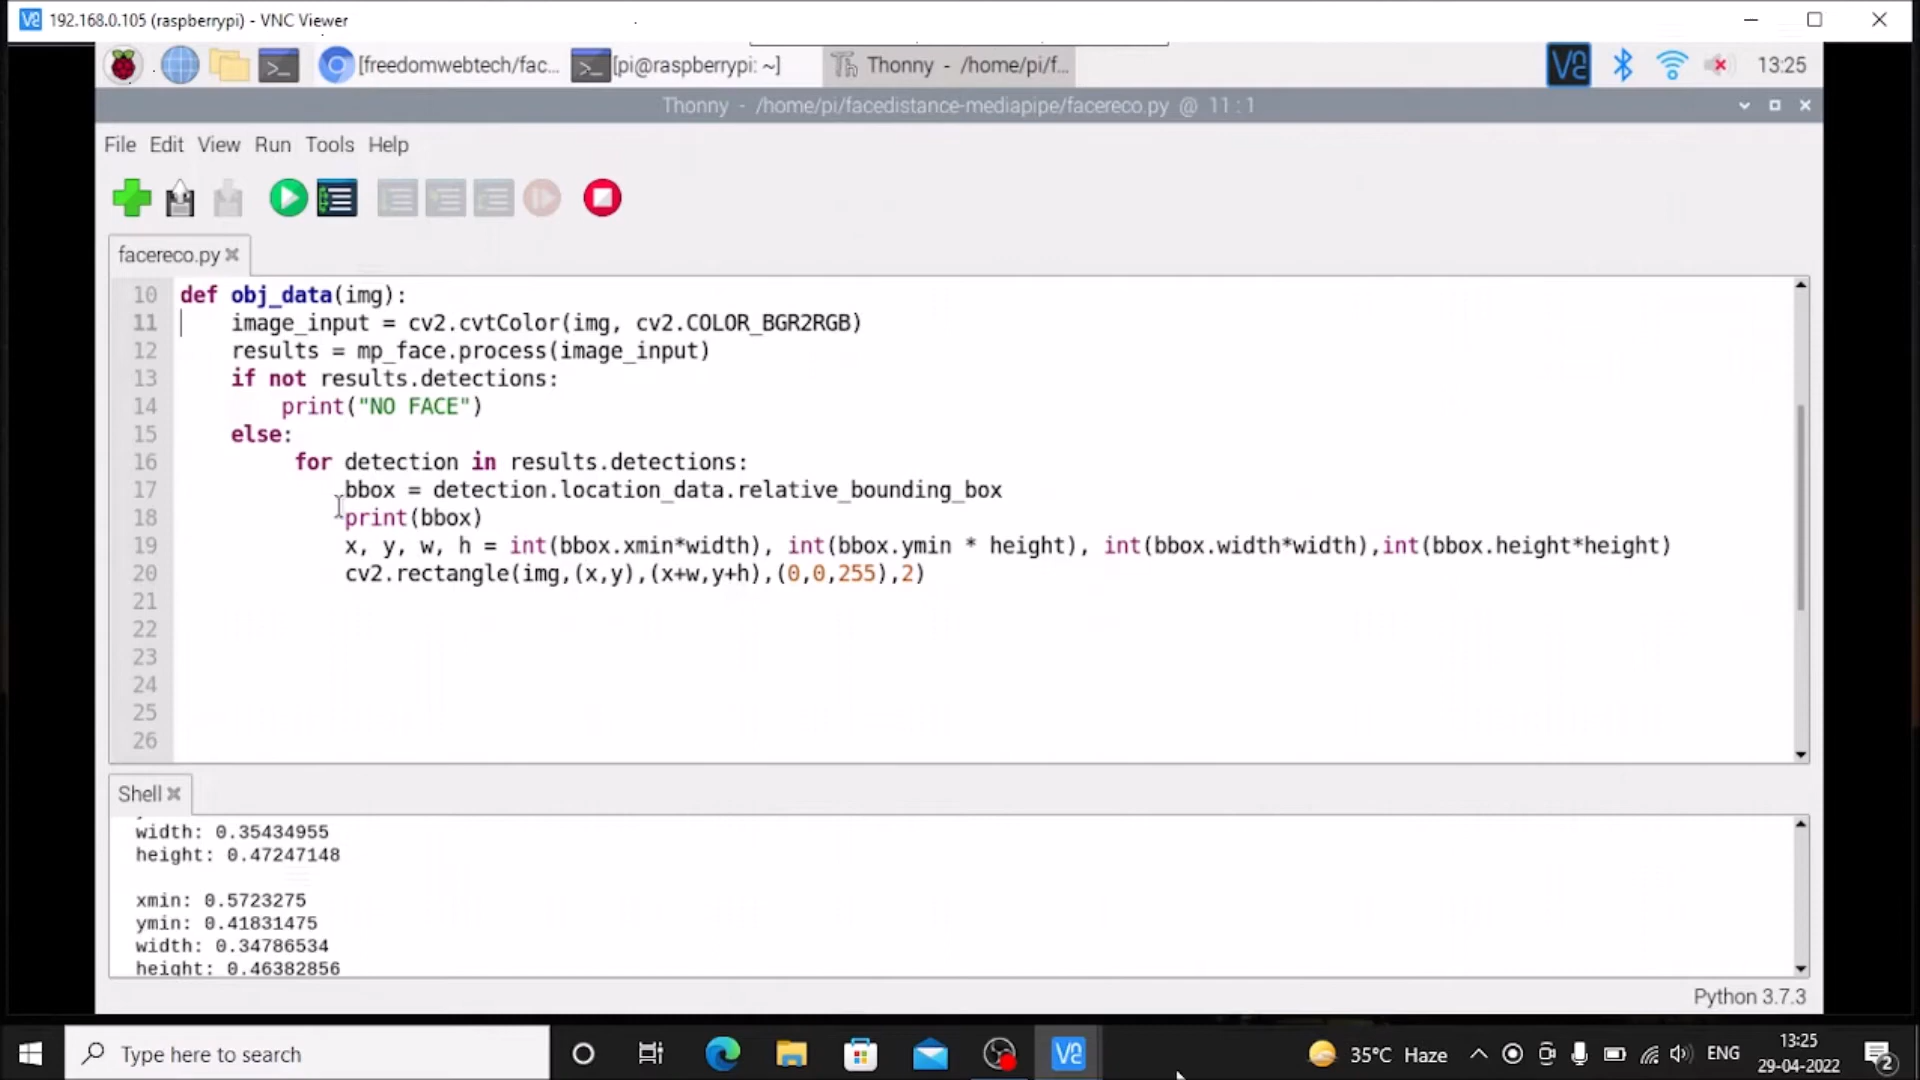 192.168.0.105 (raspberrypi) - VNC Viewer
[freedomwebtech/fac... [pi@raspberrypi: ~] Thonny - /home/pi/f... 13:25
Thonny - /home/pi/facedistance-mediapipe/facereco.py @ 11 : 1
File Edit View Run Tools Help
facereco.py
10 def obj_data(img):
11 image_input = cv2.cvtColor(img, cv2.COLOR_BGR2RGB)
12 results = mp_face.process(image_input)
13 if not results.detections:
14 print("NO FACE")
15 else:
16 for detection in results.detections:
17 bbox = detection.location_data.relative_bounding_box
18 print(bbox)
19 x, y, w, h = int(bbox.xmin*width), int(bbox.ymin * height), int(bbox.width*width),int(bbox.height*height)
20 cv2.rectangle(img,(x,y),(x+w,y+h),(0,0,255),2)
21
22
23
24
25
26
Shell
width: 0.35434955
height: 0.47247148
xmin: 0.5723275
ymin: 0.41831475
width: 0.34786534
height: 0.46382856
Python 3.7.3
Type here to search
35°C Haze
ENG
13:25
29-04-2022
2